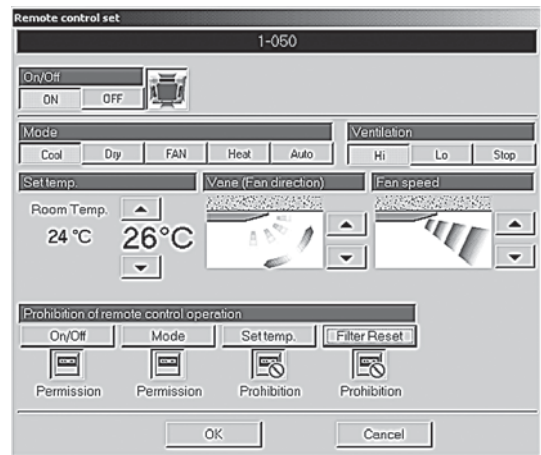 Remote control set
1-050
On/Off
ON OFF
Mode Ventilation
Cool Dry FAN Heat Auto Hi Lo Stop
Set temp. Vane (Fan direction) Fan speed
Room Temp.
24 °C 26°C
Prohibition of remote control operation
On/Off Mode Set temp. Filter Reset
Permission Permission Prohibition Prohibition
OK Cancel